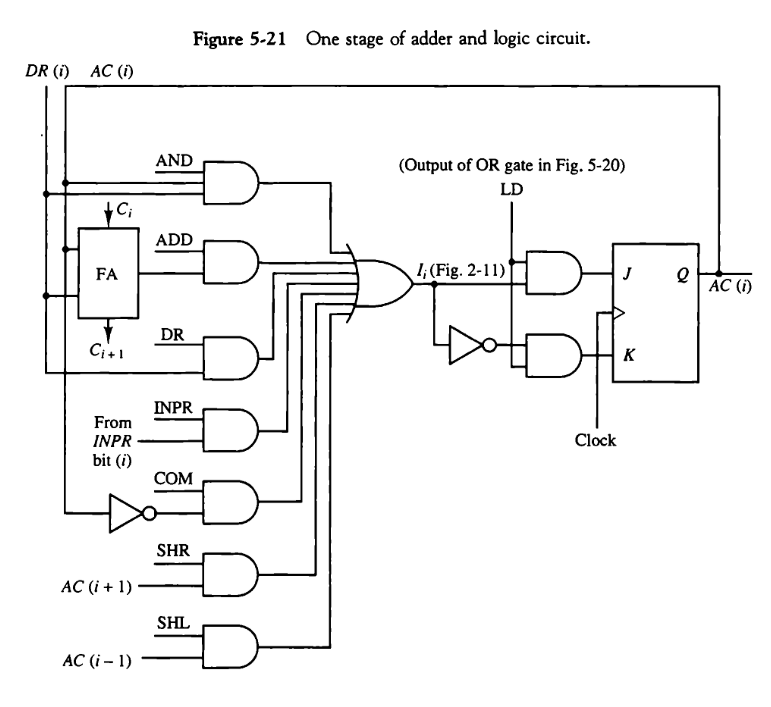 Figure 5-21 One stage of adder and logic circuit.
DR (i) AC (i)
AND
(Output of OR gate in Fig. 5-20)
LD
C_i
ADD
FA
I_i (Fig. 2-11)
J
Q
AC (i)
C_{i+1}
DR
K
INPR
From
INPR
bit (i)
Clock
COM
SHR
AC (i + 1)
SHL
AC (i – 1)